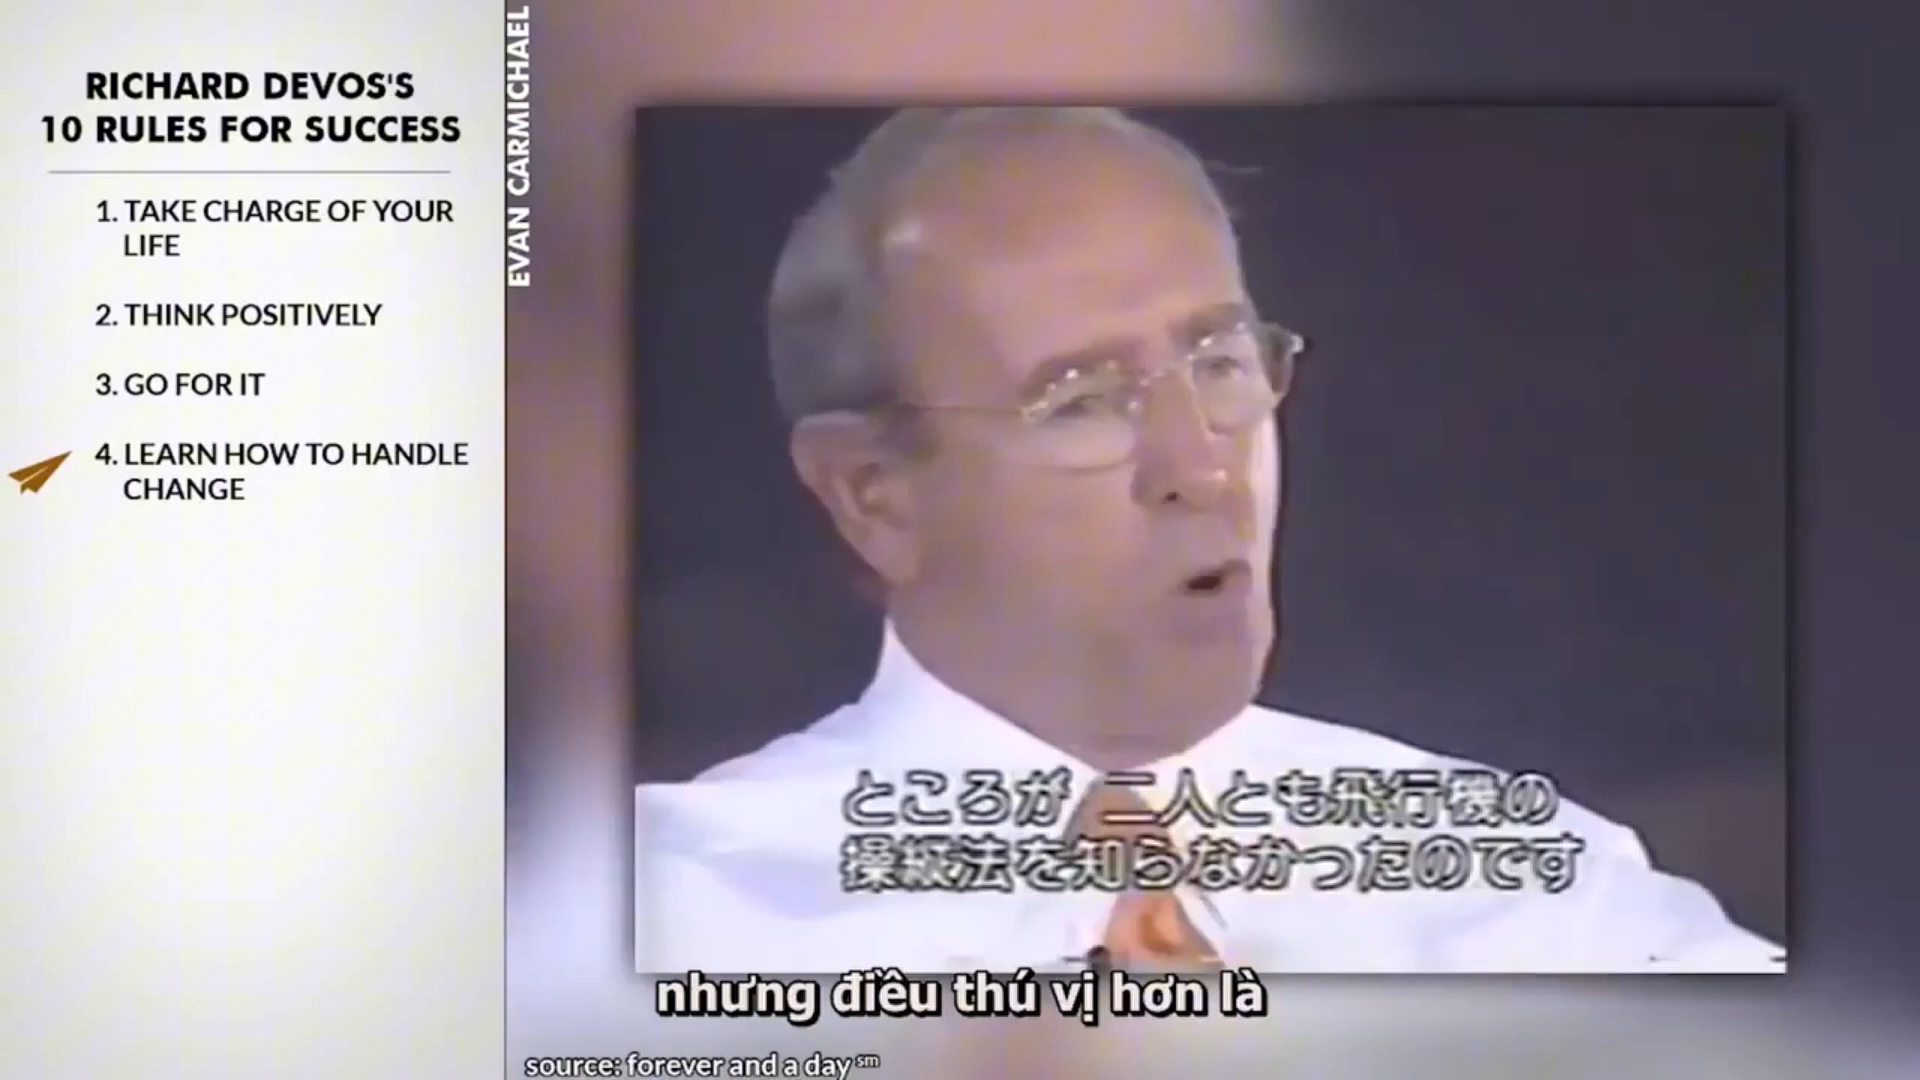 RICHARD DEVOS'S
10 RULES FOR SUCCESS
1. TAKE CHARGE OF YOUR
LIFE
2. THINK POSITIVELY
3. GO FOR IT
4. LEARN HOW TO HANDLE
CHANGE
EVAN CARMICHAEL
ところが 二人とも飛行機の
操縦法を知らなかったのです
nhưng điều thú vị hơn là
source: forever and a day℠